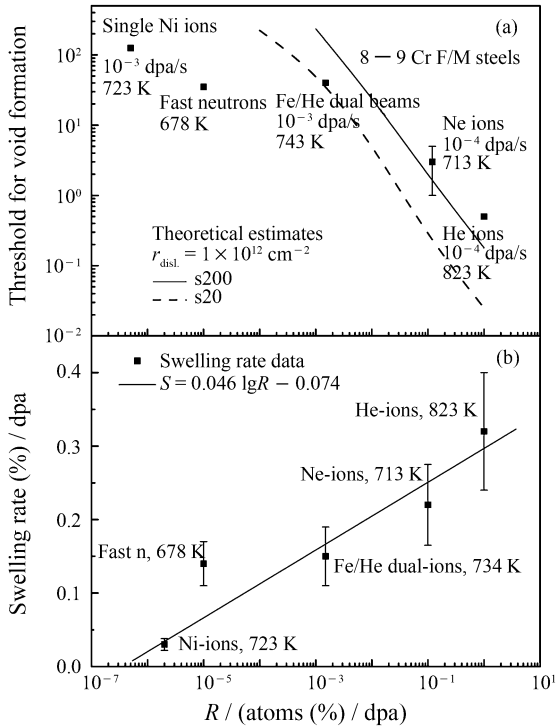 Threshold for void formation
10² 
10¹
10⁰
10⁻¹
10⁻²
(a)
Single Ni ions
10⁻³ dpa/s
723 K
Fast neutrons
678 K
8 — 9 Cr F/M steels
Fe/He dual beams
10⁻³ dpa/s
743 K
Ne ions
10⁻⁴ dpa/s
713 K
He ions
10⁻⁴ dpa/s
823 K
Theoretical estimates
r disl. = 1 × 10¹² cm⁻²
s200
s20
Swelling rate (%) / dpa
0.4
0.3
0.2
0.1
0.0
(b)
Swelling rate data
S = 0.046 lgR − 0.074
He-ions, 823 K
Ne-ions, 713 K
Fast n, 678 K
Fe/He dual-ions, 734 K
Ni-ions, 723 K
10⁻⁷ 10⁻⁵ 10⁻³ 10⁻¹ 10¹
R / (atoms (%) / dpa)